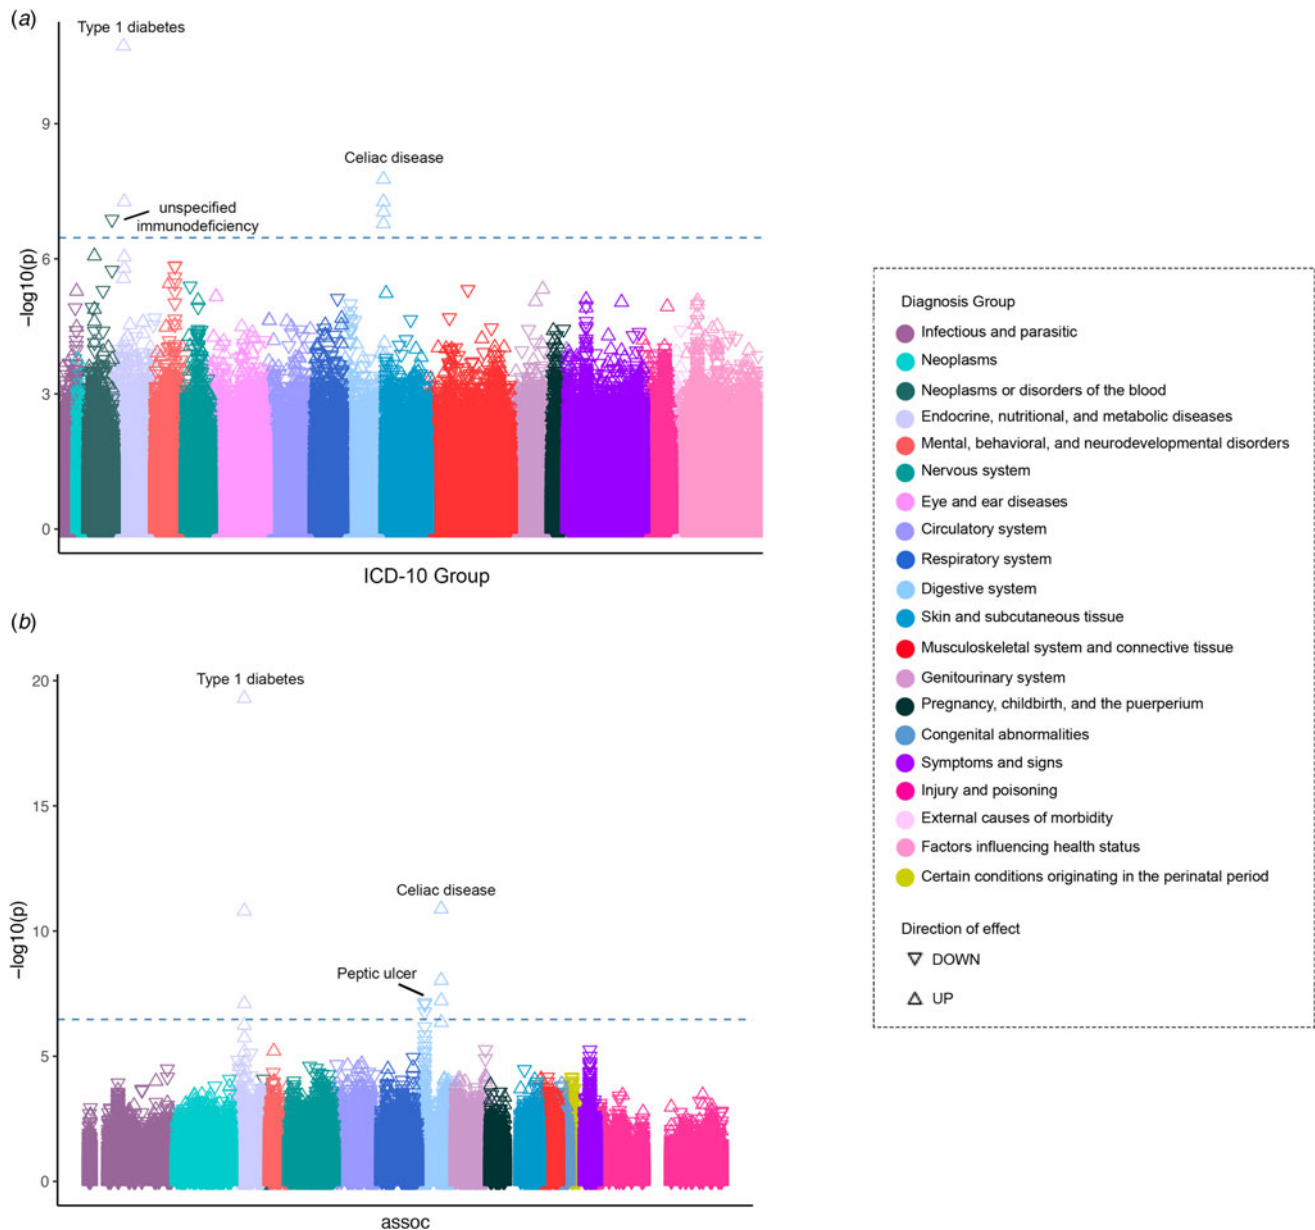 (a)
Type 1 diabetes
9
Celiac disease
unspecified
immunodeficiency
6
−log10(p)
3
0
ICD-10 Group
(b)
20
Type 1 diabetes
15
Celiac disease
10
−log10(p)
Peptic ulcer
5
0
assoc
Diagnosis Group
Infectious and parasitic
Neoplasms
Neoplasms or disorders of the blood
Endocrine, nutritional, and metabolic diseases
Mental, behavioral, and neurodevelopmental disorders
Nervous system
Eye and ear diseases
Circulatory system
Respiratory system
Digestive system
Skin and subcutaneous tissue
Musculoskeletal system and connective tissue
Genitourinary system
Pregnancy, childbirth, and the puerperium
Congenital abnormalities
Symptoms and signs
Injury and poisoning
External causes of morbidity
Factors influencing health status
Certain conditions originating in the perinatal period
Direction of effect
DOWN
UP